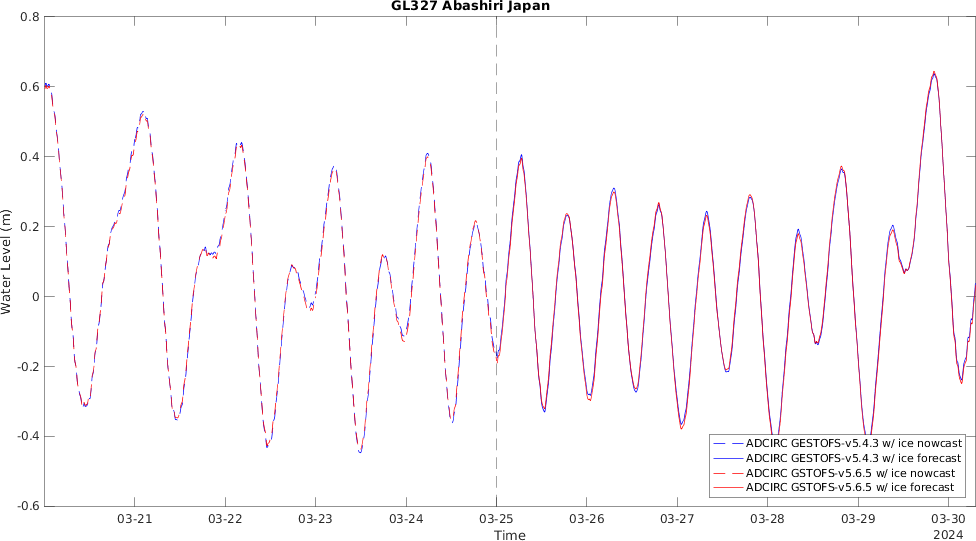 GL327 Abashiri Japan
0.8
0.6
0.4
0.2
0
-0.2
-0.4
-0.6
Water Level (m)
ADCIRC GESTOFS-v5.4.3 w/ ice nowcast
ADCIRC GESTOFS-v5.4.3 w/ ice forecast
ADCIRC GSTOFS-v5.6.5 w/ ice nowcast
ADCIRC GSTOFS-v5.6.5 w/ ice forecast
03-21 03-22 03-23 03-24 03-25 03-26 03-27 03-28 03-29 03-30
Time 2024